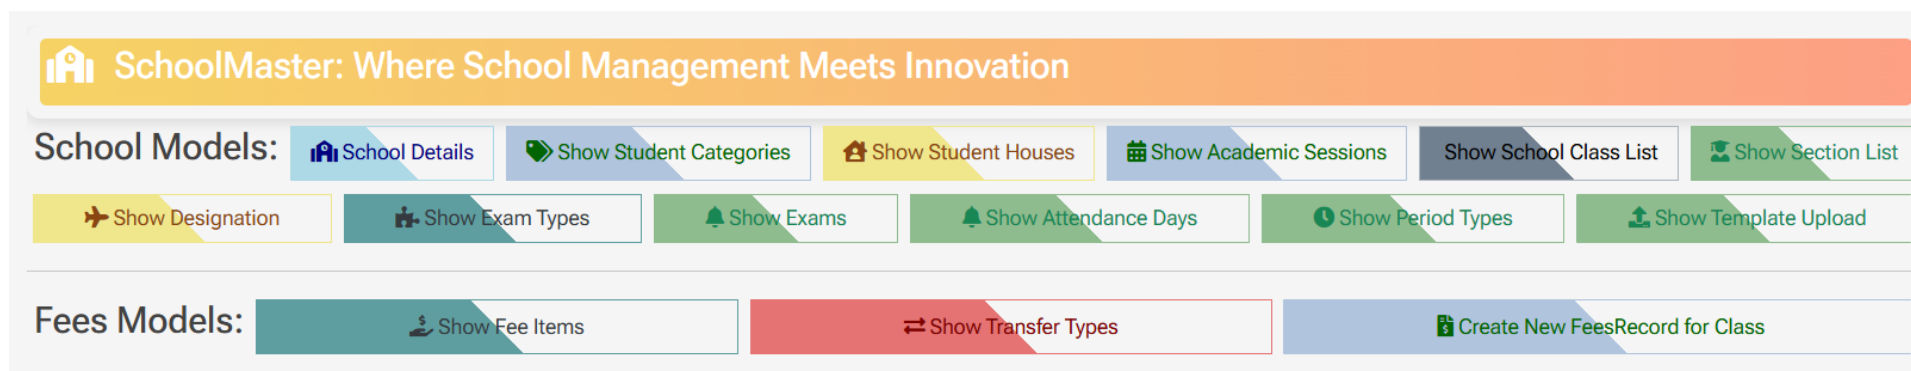 SchoolMaster: Where School Management Meets Innovation
School Models: School Details Show Student Categories Show Student Houses Show Academic Sessions Show School Class List Show Section List
Show Designation Show Exam Types Show Exams Show Attendance Days Show Period Types Show Template Upload
Fees Models: Show Fee Items Show Transfer Types Create New FeesRecord for Class